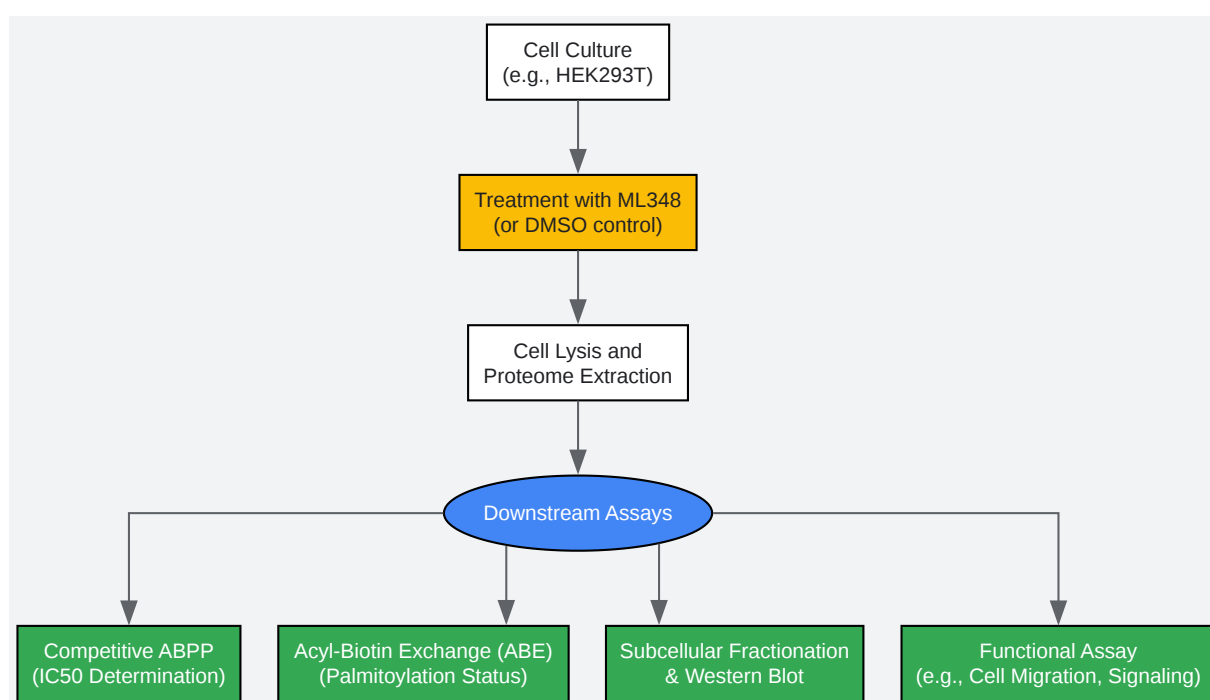 Cell Culture
(e.g., HEK293T)
Treatment with ML348
(or DMSO control)
Cell Lysis and
Proteome Extraction
Downstream Assays
Competitive ABPP
(IC50 Determination)
Acyl-Biotin Exchange (ABE)
(Palmitoylation Status)
Subcellular Fractionation
& Western Blot
Functional Assay
(e.g., Cell Migration, Signaling)